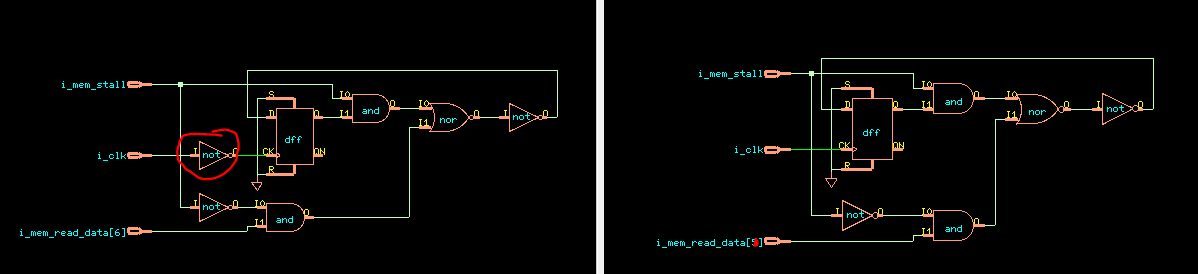 i_mem_stall
S
D
Q
dff
CK
QN
R
I0
I1
and
O
I0
I1
nor
O
I
not
O
i_clk
I
not
O
I
not
O
I0
I1
and
O
i_mem_read_data[6]
i_mem_stall
S
D
Q
dff
CK
QN
R
I0
I1
and
O
I0
I1
nor
O
I
not
O
i_clk
I
not
O
I0
I1
and
O
i_mem_read_data[5]